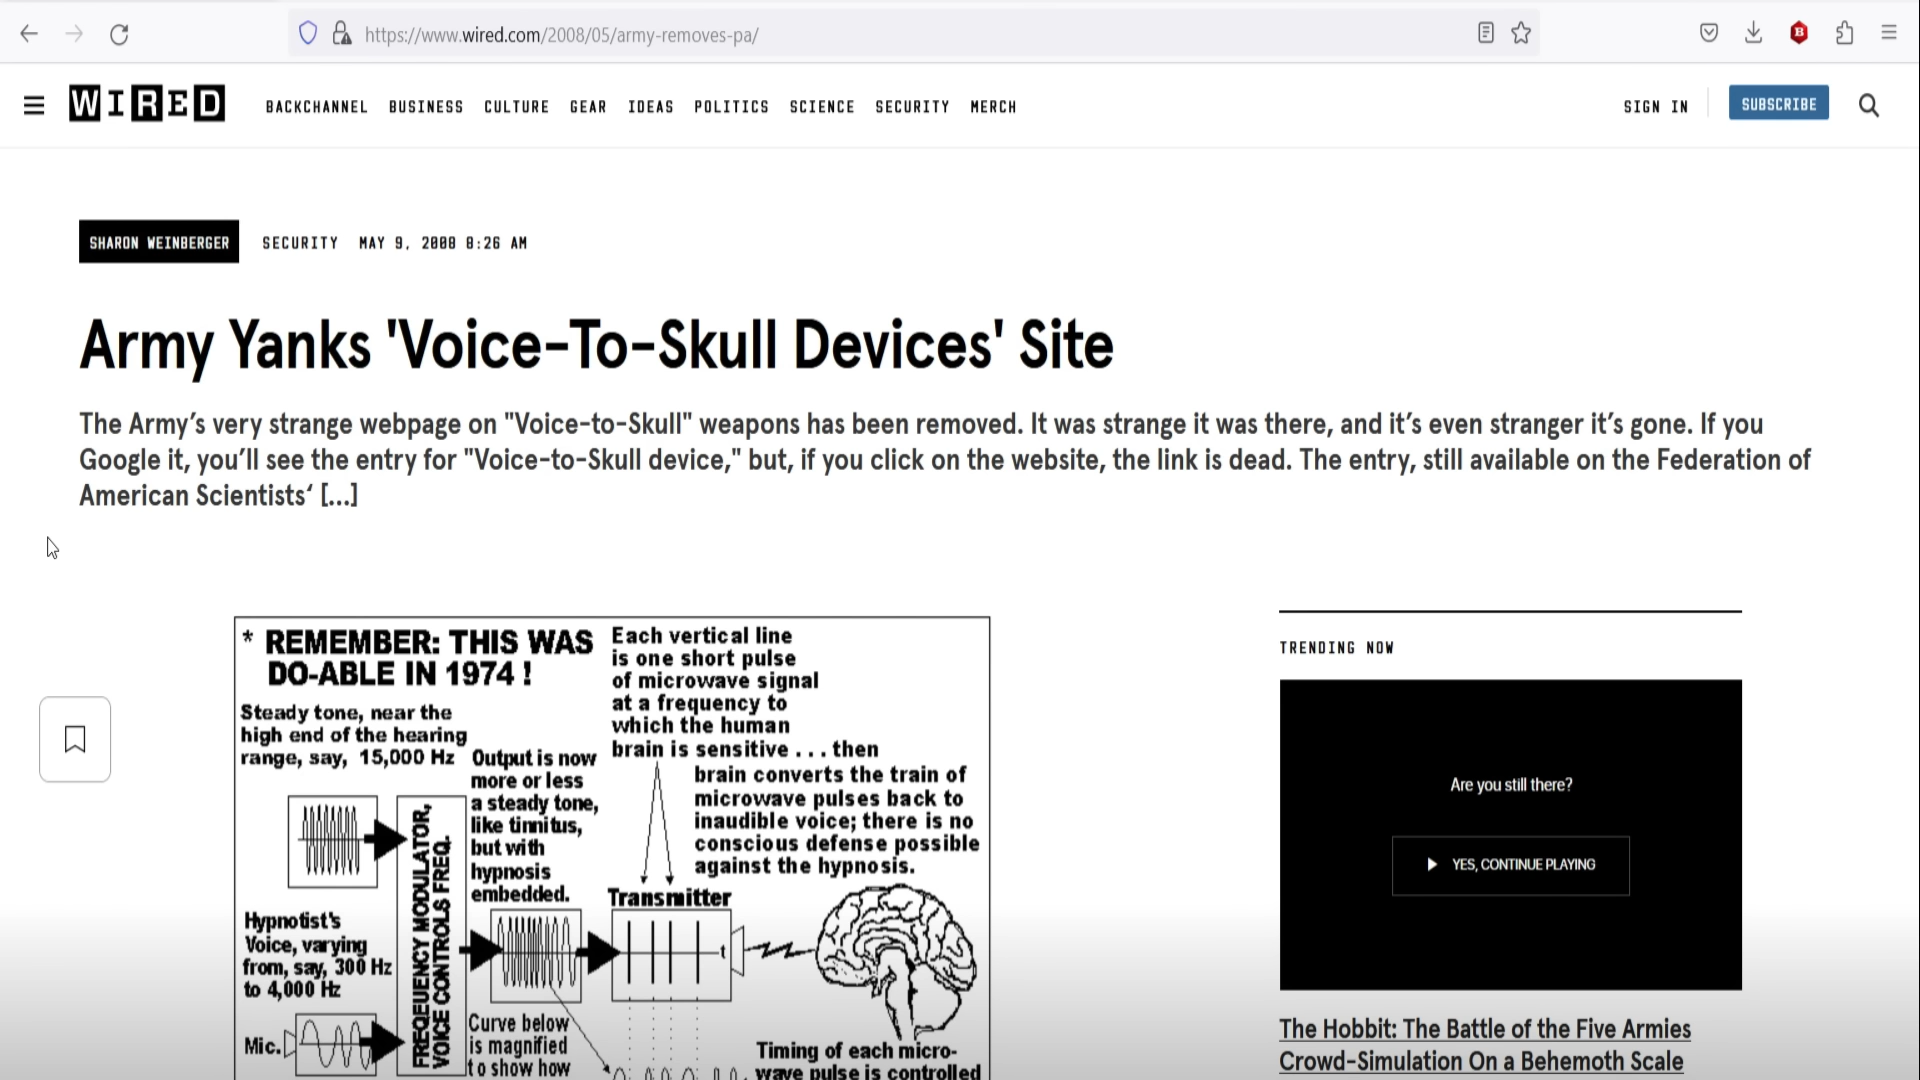 https://www.wired.com/2008/05/army-removes-pa/
WIRED
BACKCHANNEL BUSINESS CULTURE GEAR IDEAS POLITICS SCIENCE SECURITY MERCH
SIGN IN
SUBSCRIBE
SHARON WEINBERGER
SECURITY MAY 9, 2008 8:26 AM
Army Yanks 'Voice-To-Skull Devices' Site
The Army’s very strange webpage on "Voice-to-Skull" weapons has been removed. It was strange it was there, and it’s even stranger it’s gone. If you
Google it, you’ll see the entry for "Voice-to-Skull device," but, if you click on the website, the link is dead. The entry, still available on the Federation of
American Scientists‘ [...]
* REMEMBER: THIS WAS
DO-ABLE IN 1974 !
Steady tone, near the
high end of the hearing
range, say, 15,000 Hz
Output is now
more or less
a steady tone,
like tinnitus,
but with
hypnosis
embedded.
Each vertical line
is one short pulse
of microwave signal
at a frequency to
which the human
brain is sensitive . . . then
brain converts the train of
microwave pulses back to
inaudible voice; there is no
conscious defense possible
against the hypnosis.
Transmitter
t
Hypnotist's
Voice, varying
from, say, 300 Hz
to 4,000 Hz
FREQEUENCY MODULATOR,
VOICE CONTROLS FREQ.
Mic.
Curve below
is magnified
to show how
Timing of each micro-
wave pulse is controlled
TRENDING NOW
Are you still there?
YES, CONTINUE PLAYING
The Hobbit: The Battle of the Five Armies
Crowd-Simulation On a Behemoth Scale